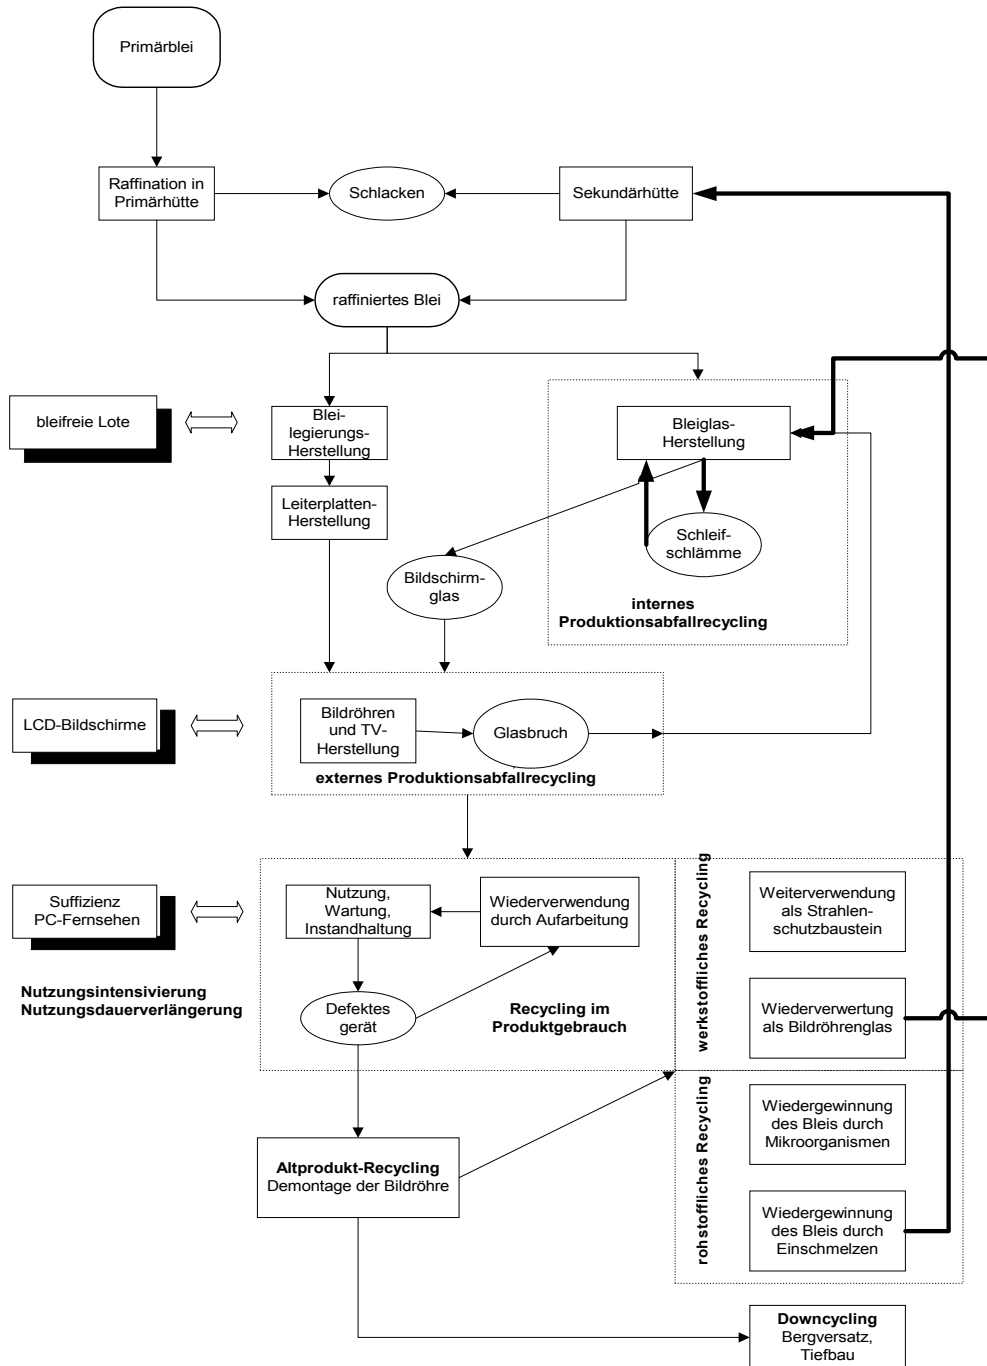 Primärblei
Raffination in
Primärhütte
Schlacken
Sekundärhütte
raffiniertes Blei
bleifreie Lote
Blei-
legierungs-
Herstellung
Bleiglas-
Herstellung
Leiterplatten-
Herstellung
Schleif-
schlämme
Bildschirm-
glas
internes
Produktionsabfallrecycling
LCD-Bildschirme
Bildröhren
und TV-
Herstellung
Glasbruch
externes Produktionsabfallrecycling
Suffizienz
PC-Fernsehen
Nutzung,
Wartung,
Instandhaltung
Wiederverwendung
durch Aufarbeitung
werkstoffliches Recycling
Weiterverwendung
als Strahlen-
schutzbaustein
Nutzungsintensivierung
Nutzungsdauerverlängerung
Defektes
gerät
Recycling im
Produktgebrauch
Wiederverwertung
als Bildröhrenglas
rohstoffliches Recycling
Wiedergewinnung
des Bleis durch
Mikroorganismen
Altprodukt-Recycling
Demontage der Bildröhre
Wiedergewinnung
des Bleis durch
Einschmelzen
Downcycling
Bergversatz,
Tiefbau